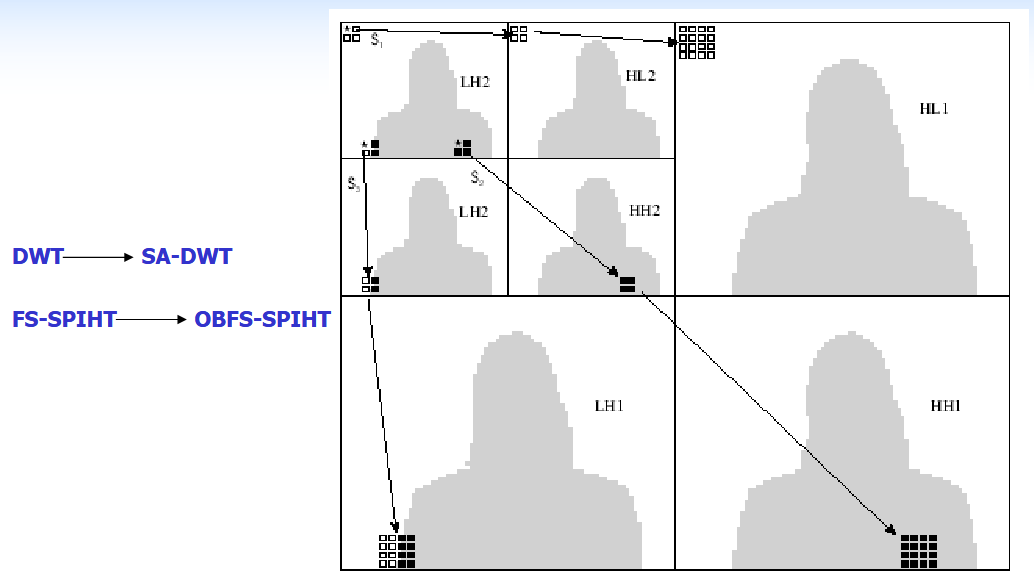 S₁
LH2
HL2
HL1
S₃
S₂
LH2
HH2
DWT SA-DWT
FS-SPIHT OBFS-SPIHT
LH1
HH1